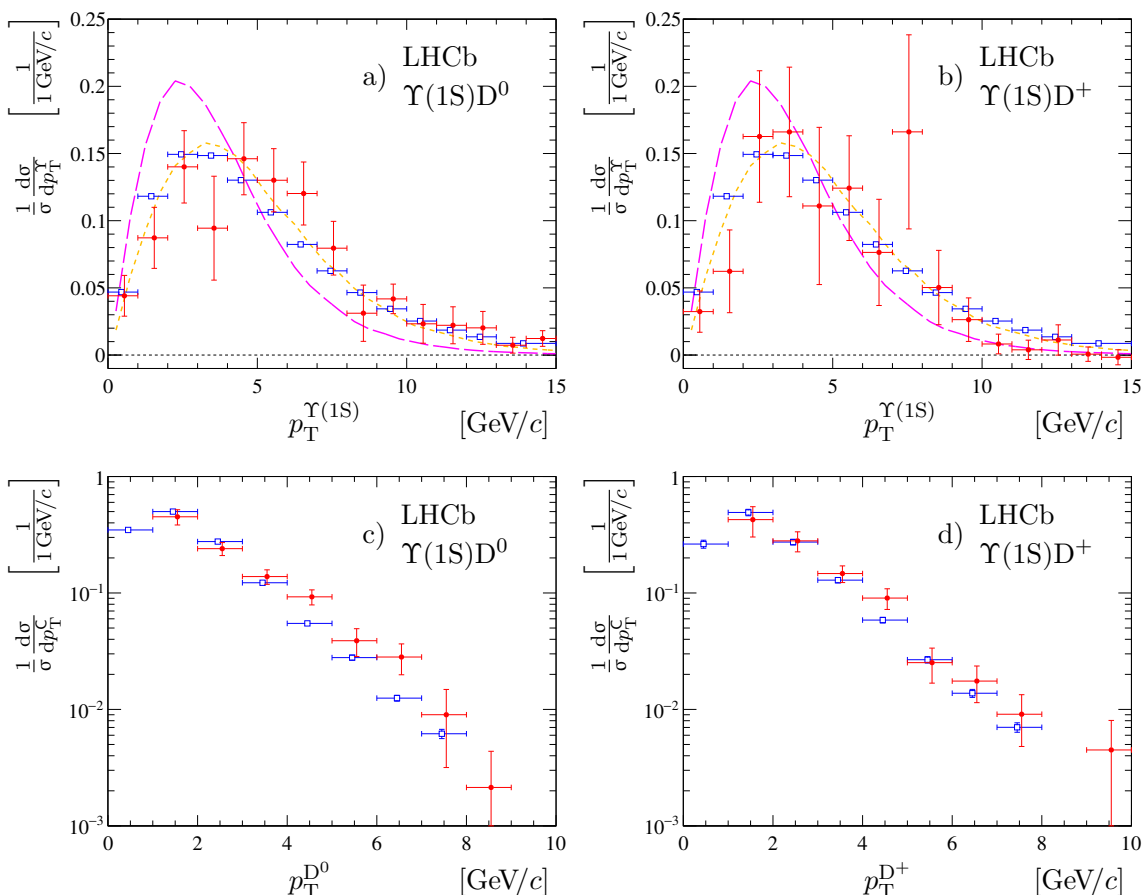 1/σ dσ/dp_T^Υ [1/(1 GeV/c)]
0.25
0.2
0.15
0.1
0.05
0
a) LHCb
Υ(1S)D⁰
0 5 10 15
p_T^Υ(1S) [GeV/c]
1/σ dσ/dp_T^Υ [1/(1 GeV/c)]
0.25
0.2
0.15
0.1
0.05
0
b) LHCb
Υ(1S)D⁺
0 5 10 15
p_T^Υ(1S) [GeV/c]
1/σ dσ/dp_T^C [1/(1 GeV/c)]
1
10⁻¹
10⁻²
10⁻³
c) LHCb
Υ(1S)D⁰
0 2 4 6 8 10
p_T^D⁰ [GeV/c]
1/σ dσ/dp_T^C [1/(1 GeV/c)]
1
10⁻¹
10⁻²
10⁻³
d) LHCb
Υ(1S)D⁺
0 2 4 6 8 10
p_T^D⁺ [GeV/c]